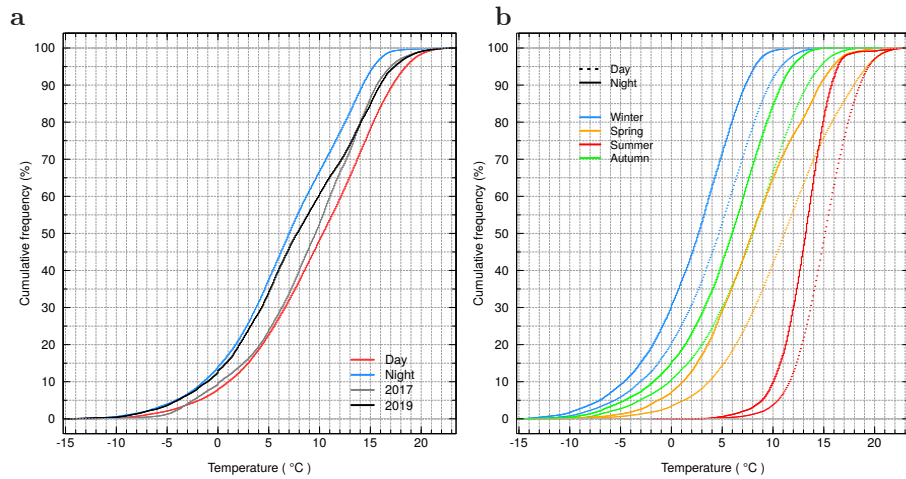 a
100
90
80
70
60
50
40
30
20
10
0
Cumulative frequency (%)
Day
Night
2017
2019
-15 -10 -5 0 5 10 15 20
Temperature ( °C )
b
100
90
80
70
60
50
40
30
20
10
0
Cumulative frequency (%)
Day
Night
Winter
Spring
Summer
Autumn
-15 -10 -5 0 5 10 15 20
Temperature ( °C )